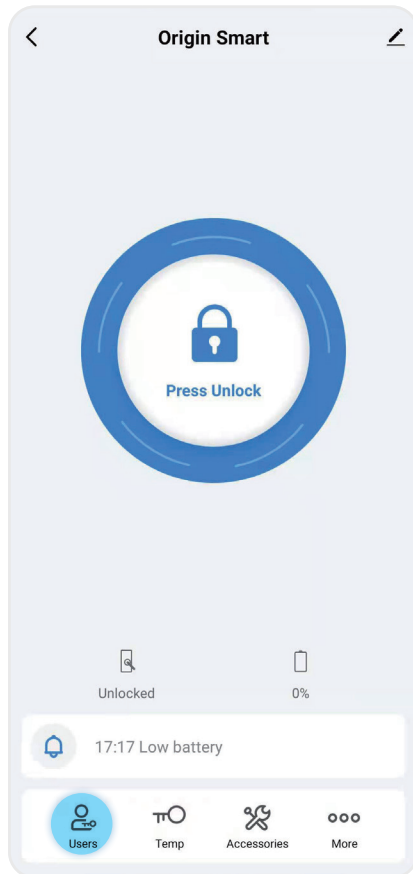 Origin Smart
Press Unlock
Unlocked 0%
17:17 Low battery
Users Temp Accessories More